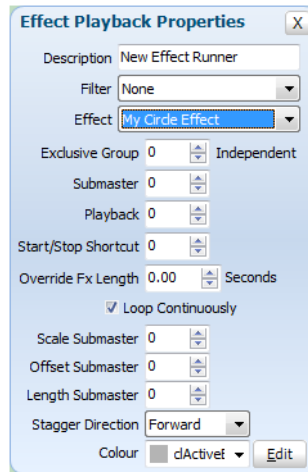 Effect Playback Properties X
Description New Effect Runner
Filter None
Effect My Circle Effect
Exclusive Group 0 Independent
Submaster 0
Playback 0
Start/Stop Shortcut 0
Override Fx Length 0.00 Seconds
Loop Continuously
Scale Submaster 0
Offset Submaster 0
Length Submaster 0
Stagger Direction Forward
Colour Edit